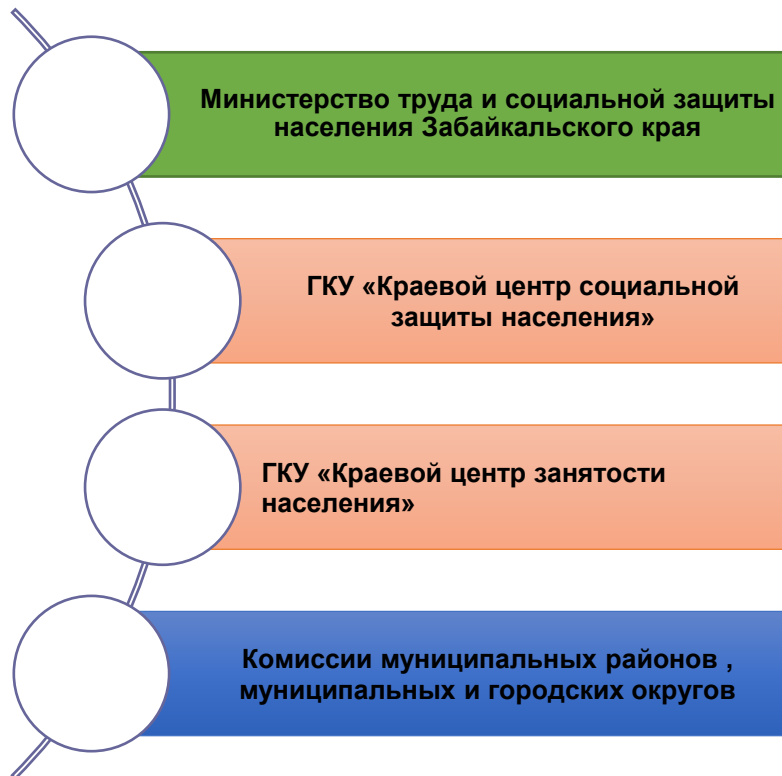 Министерство труда и социальной защиты
населения Забайкальского края
ГКУ «Краевой центр социальной
защиты населения»
ГКУ «Краевой центр занятости
населения»
Комиссии муниципальных районов ,
муниципальных и городских округов